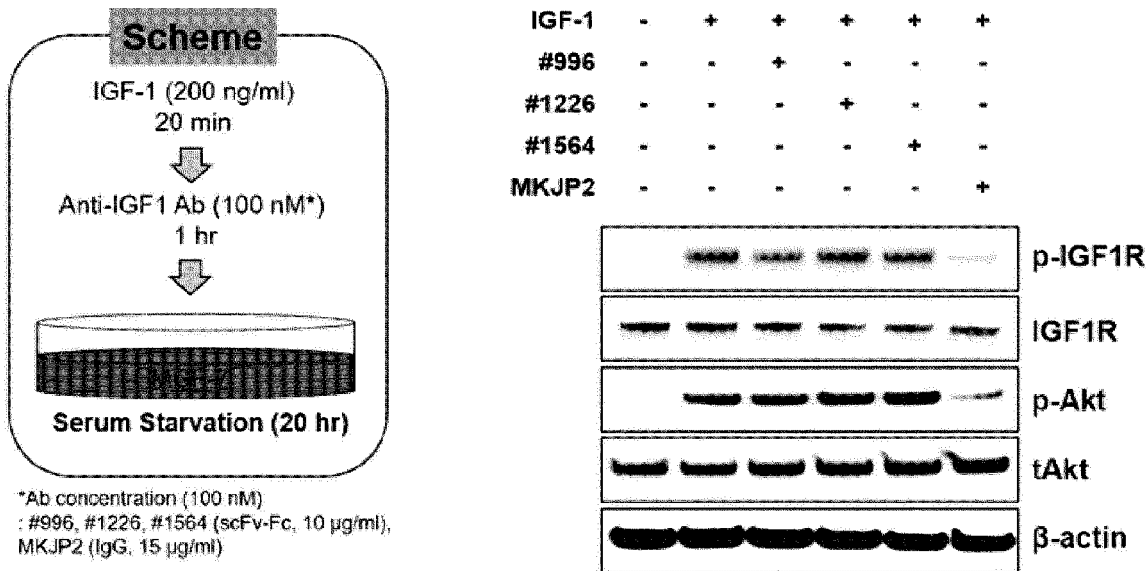 Scheme
IGF-1 (200 ng/ml)
20 min
Anti-IGF1 Ab (100 nM*)
1 hr
Serum Starvation (20 hr)
*Ab concentration (100 nM)
: #996, #1226, #1564 (scFv-Fc, 10 µg/ml),
MKJP2 (IgG, 15 µg/ml)
IGF-1 - + + + + +
#996 - - + - - -
#1226 - - - + - -
#1564 - - - - + -
MKJP2 - - - - - +
p-IGF1R
IGF1R
p-Akt
tAkt
β-actin